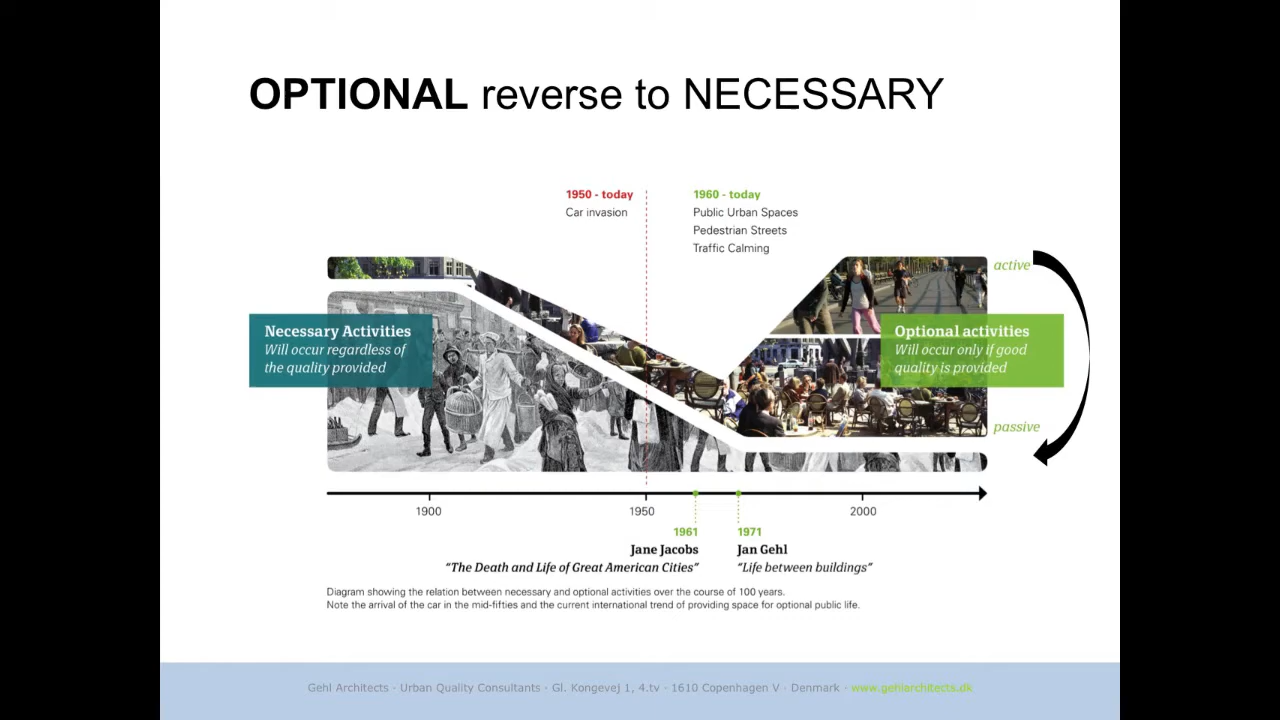 OPTIONAL reverse to NECESSARY
1950 - today
Car invasion
1960 - today
Public Urban Spaces
Pedestrian Streets
Traffic Calming
active
Necessary Activities
Will occur regardless of
the quality provided
Optional activities
Will occur only if good
quality is provided
passive
1900
1950
2000
1961
Jane Jacobs
"The Death and Life of Great American Cities"
1971
Jan Gehl
"Life between buildings"
Diagram showing the relation between necessary and optional activities over the course of 100 years.
Note the arrival of the car in the mid-fifties and the current international trend of providing space for optional public life.
Gehl Architects · Urban Quality Consultants · Gl. Kongevej 1, 4.tv · 1610 Copenhagen V · Denmark · www.gehlarchitects.dk